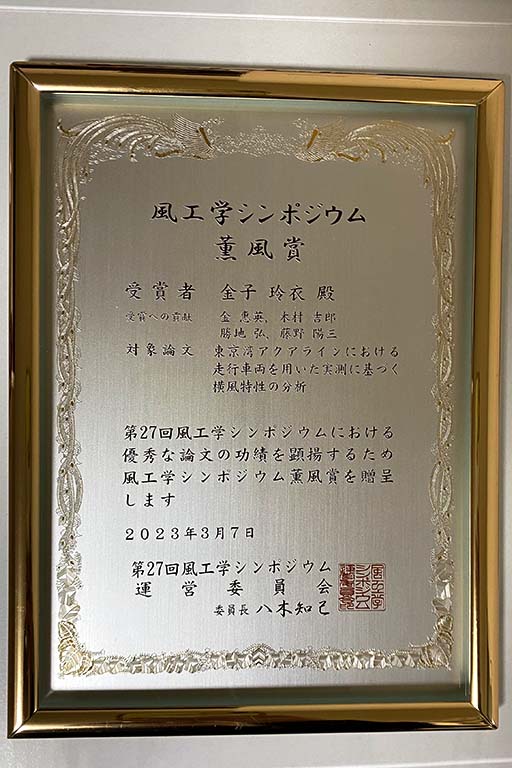 風工学シンポジウム
薫風賞
受賞者 金子 玲衣 殿
受賞への貢献 金 惠英、木村 吉郎
勝地 弘、藤野 陽三
対象論文 東京湾アクアラインにおける
走行車両を用いた実測に基づく
横風特性の分析
第27回風工学シンポジウムにおける
優秀な論文の功績を顕揚するため
風工学シンポジウム薫風賞を贈呈
します
2023年3月7日
第27回風工学シンポジウム
運営委員会
委員長 八木知己